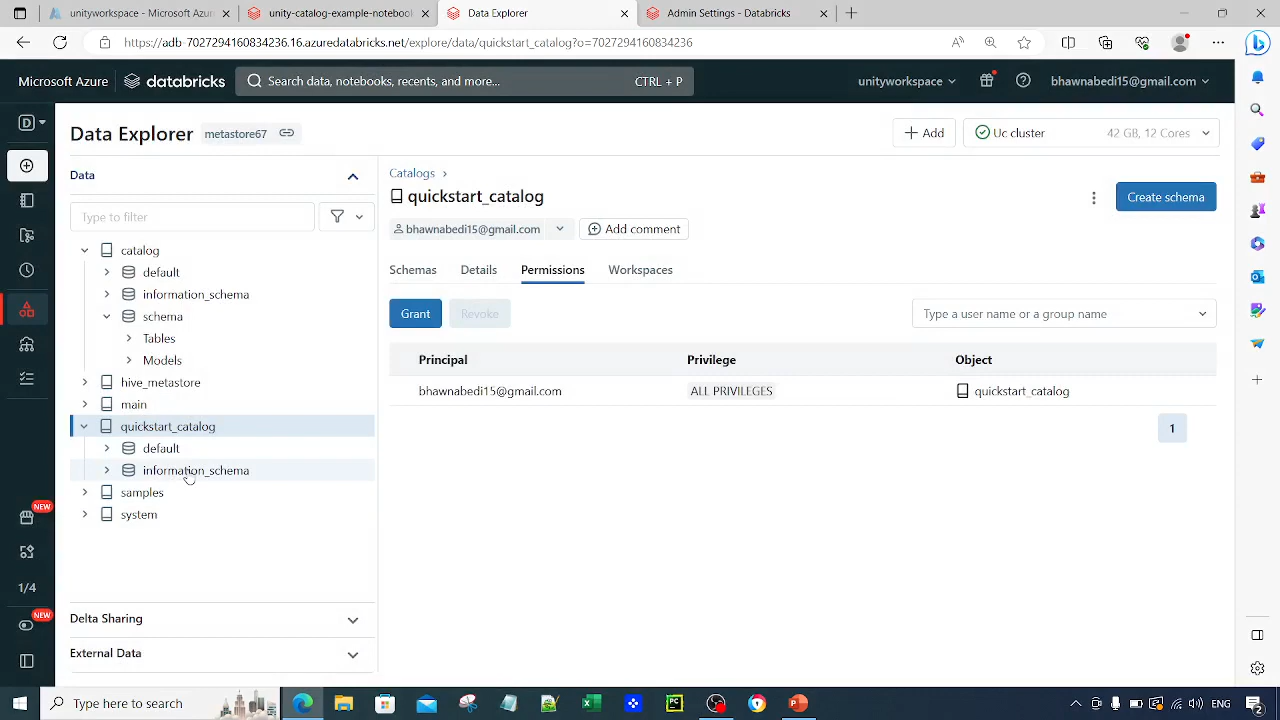 unityworkspace - Microsoft Azure
unity-catalog-example-notebook
Data Explorer
Admin Settings - Databricks
https://adb-7027294160834236.16.azuredatabricks.net/explore/data/quickstart_catalog?o=7027294160834236
Microsoft Azure
databricks
Search data, notebooks, recents, and more...
CTRL + P
unityworkspace
bhawnabedi15@gmail.com
D
Data Explorer
metastore67
Add
Uc cluster
42 GB, 12 Cores
Data
Type to filter
catalog
default
information_schema
schema
Tables
Models
hive_metastore
main
quickstart_catalog
default
information_schema
samples
system
Delta Sharing
External Data
NEW
1/4
NEW
Catalogs
quickstart_catalog
Create schema
bhawnabedi15@gmail.com
Add comment
Schemas
Details
Permissions
Workspaces
Grant
Revoke
Type a user name or a group name
Principal
Privilege
Object
bhawnabedi15@gmail.com
ALL PRIVILEGES
quickstart_catalog
1
Type here to search
PC
ENG